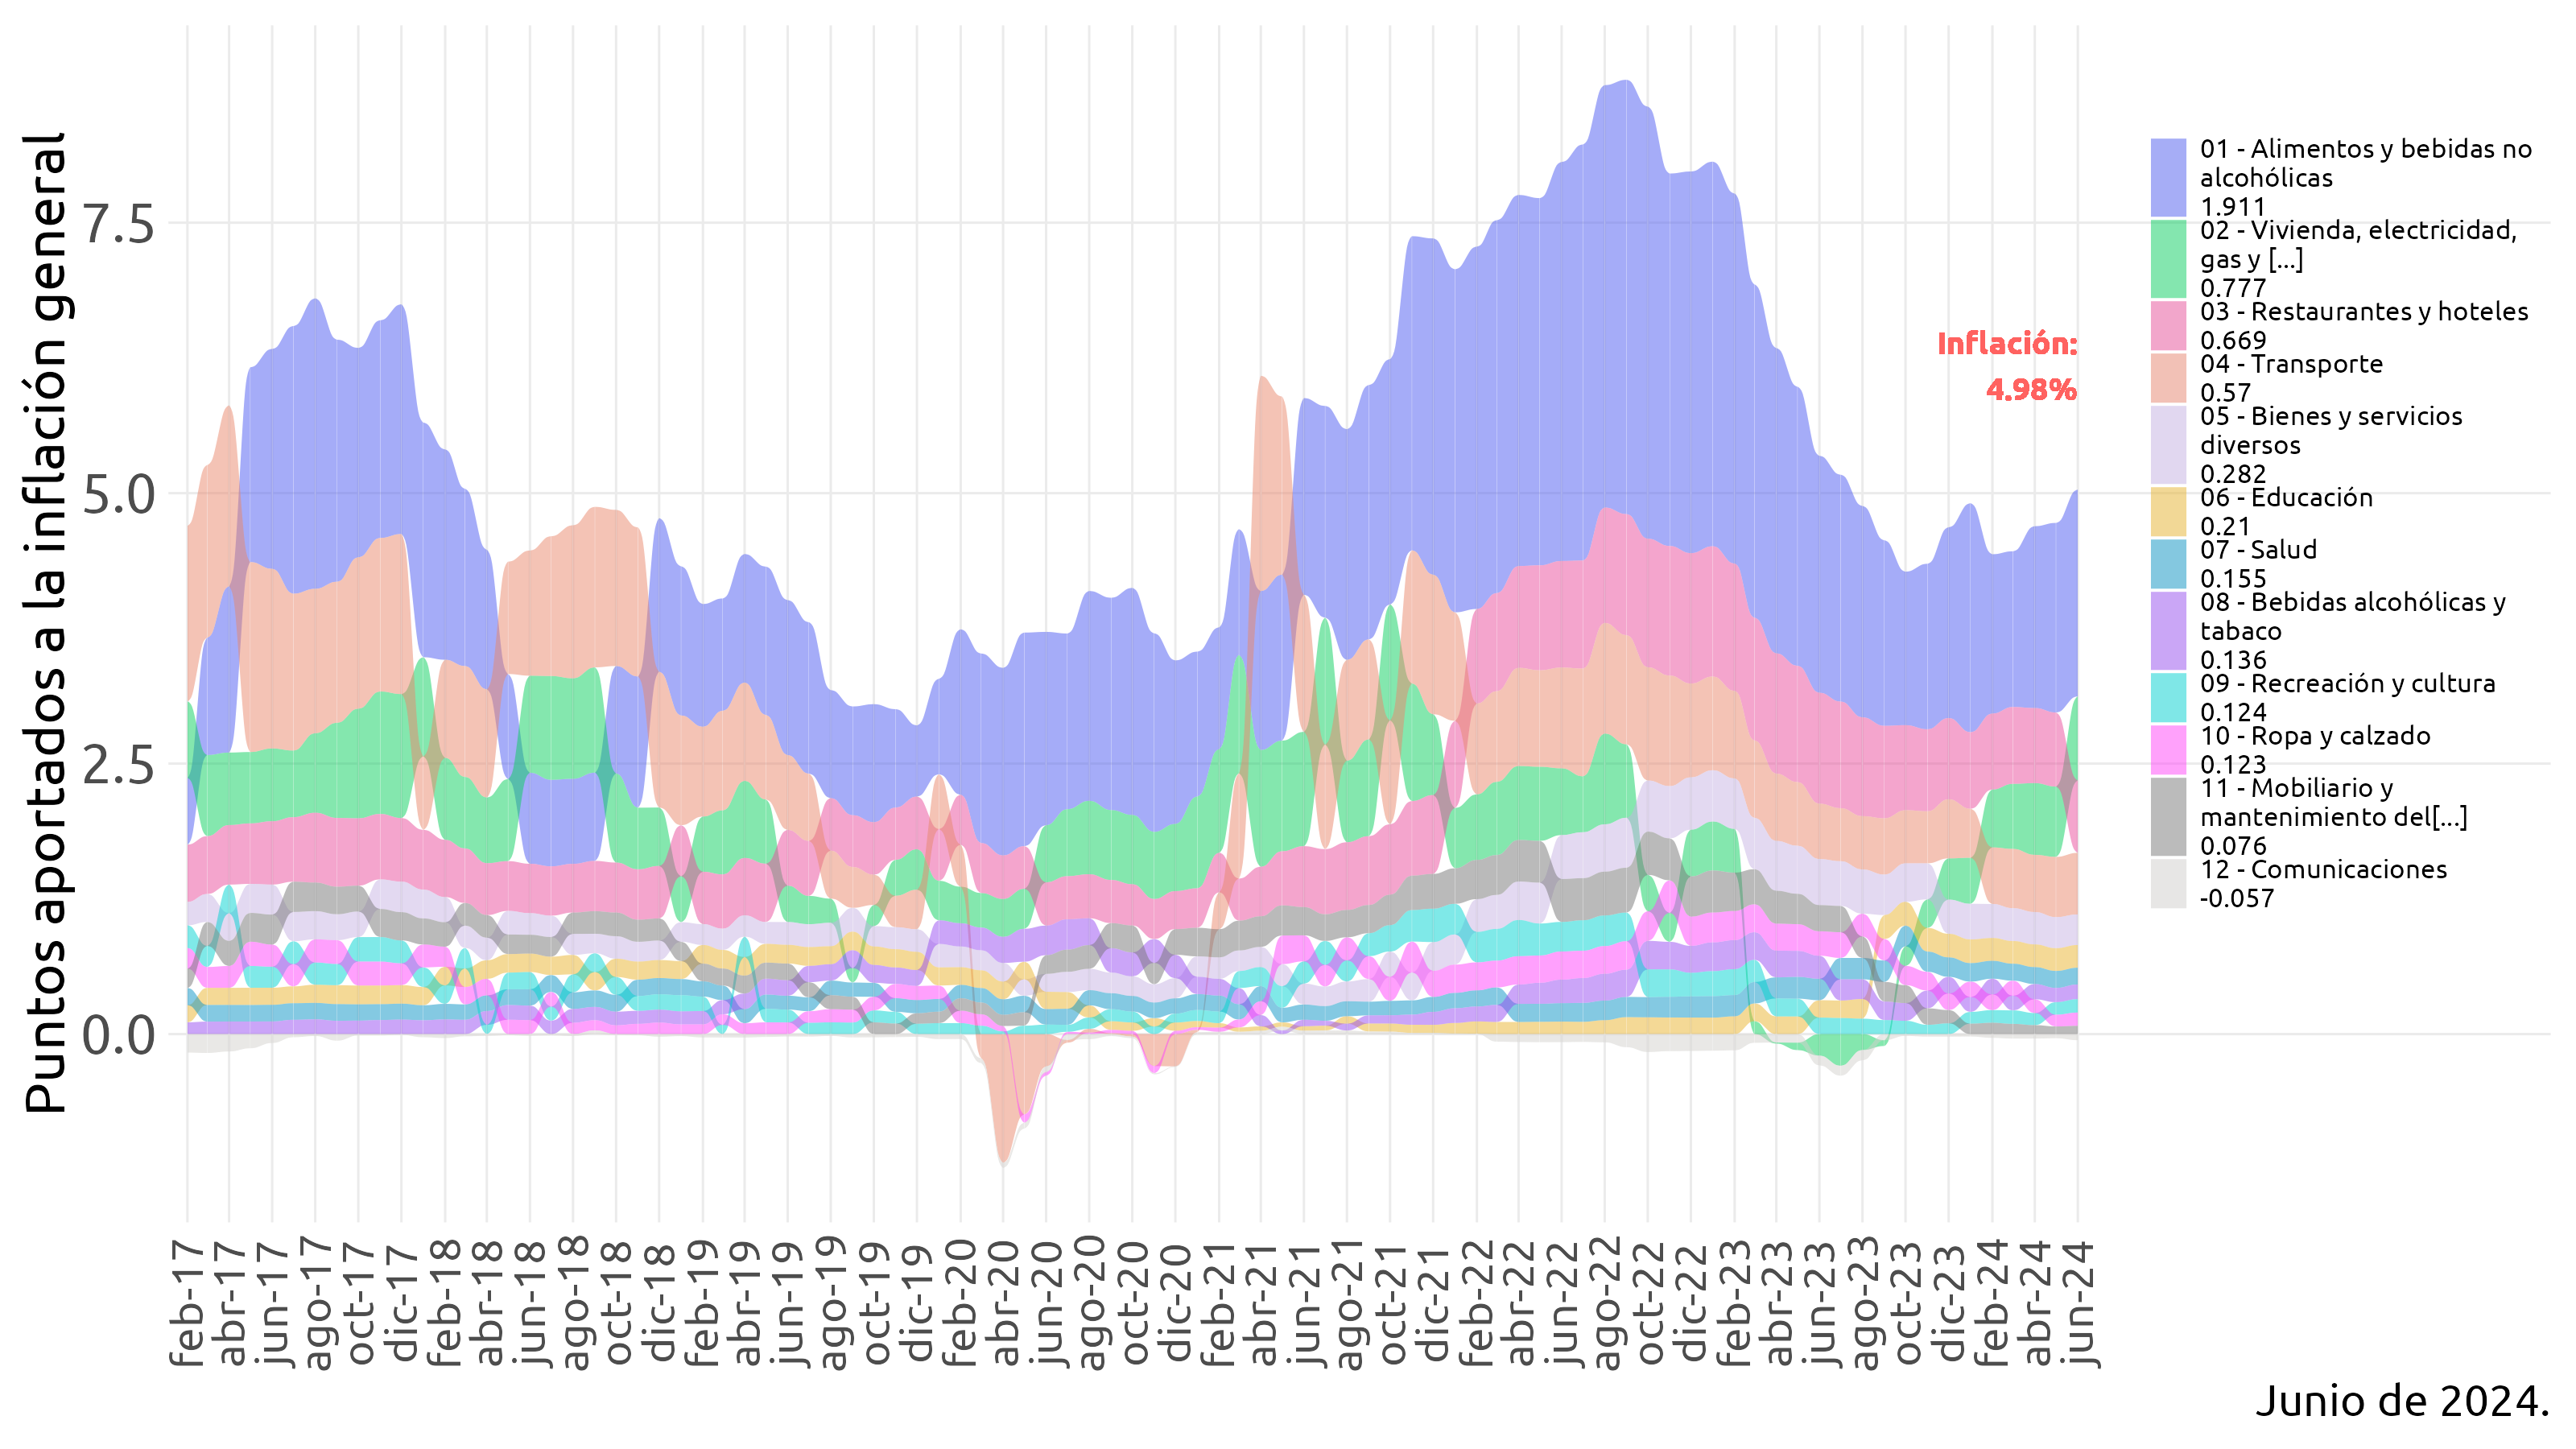 Puntos aportados a la inflación general
7.5
5.0
2.5
0.0
Inflación:
4.98%
01 - Alimentos y bebidas no
alcohólicas
1.911
02 - Vivienda, electricidad,
gas y [...]
0.777
03 - Restaurantes y hoteles
0.669
04 - Transporte
0.57
05 - Bienes y servicios
diversos
0.282
06 - Educación
0.21
07 - Salud
0.155
08 - Bebidas alcohólicas y
tabaco
0.136
09 - Recreación y cultura
0.124
10 - Ropa y calzado
0.123
11 - Mobiliario y
mantenimiento del[...]
0.076
12 - Comunicaciones
-0.057
feb-17
abr-17
jun-17
ago-17
oct-17
dic-17
feb-18
abr-18
jun-18
ago-18
oct-18
dic-18
feb-19
abr-19
jun-19
ago-19
oct-19
dic-19
feb-20
abr-20
jun-20
ago-20
oct-20
dic-20
feb-21
abr-21
jun-21
ago-21
oct-21
dic-21
feb-22
abr-22
jun-22
ago-22
oct-22
dic-22
feb-23
abr-23
jun-23
ago-23
oct-23
dic-23
feb-24
abr-24
jun-24
Junio de 2024.